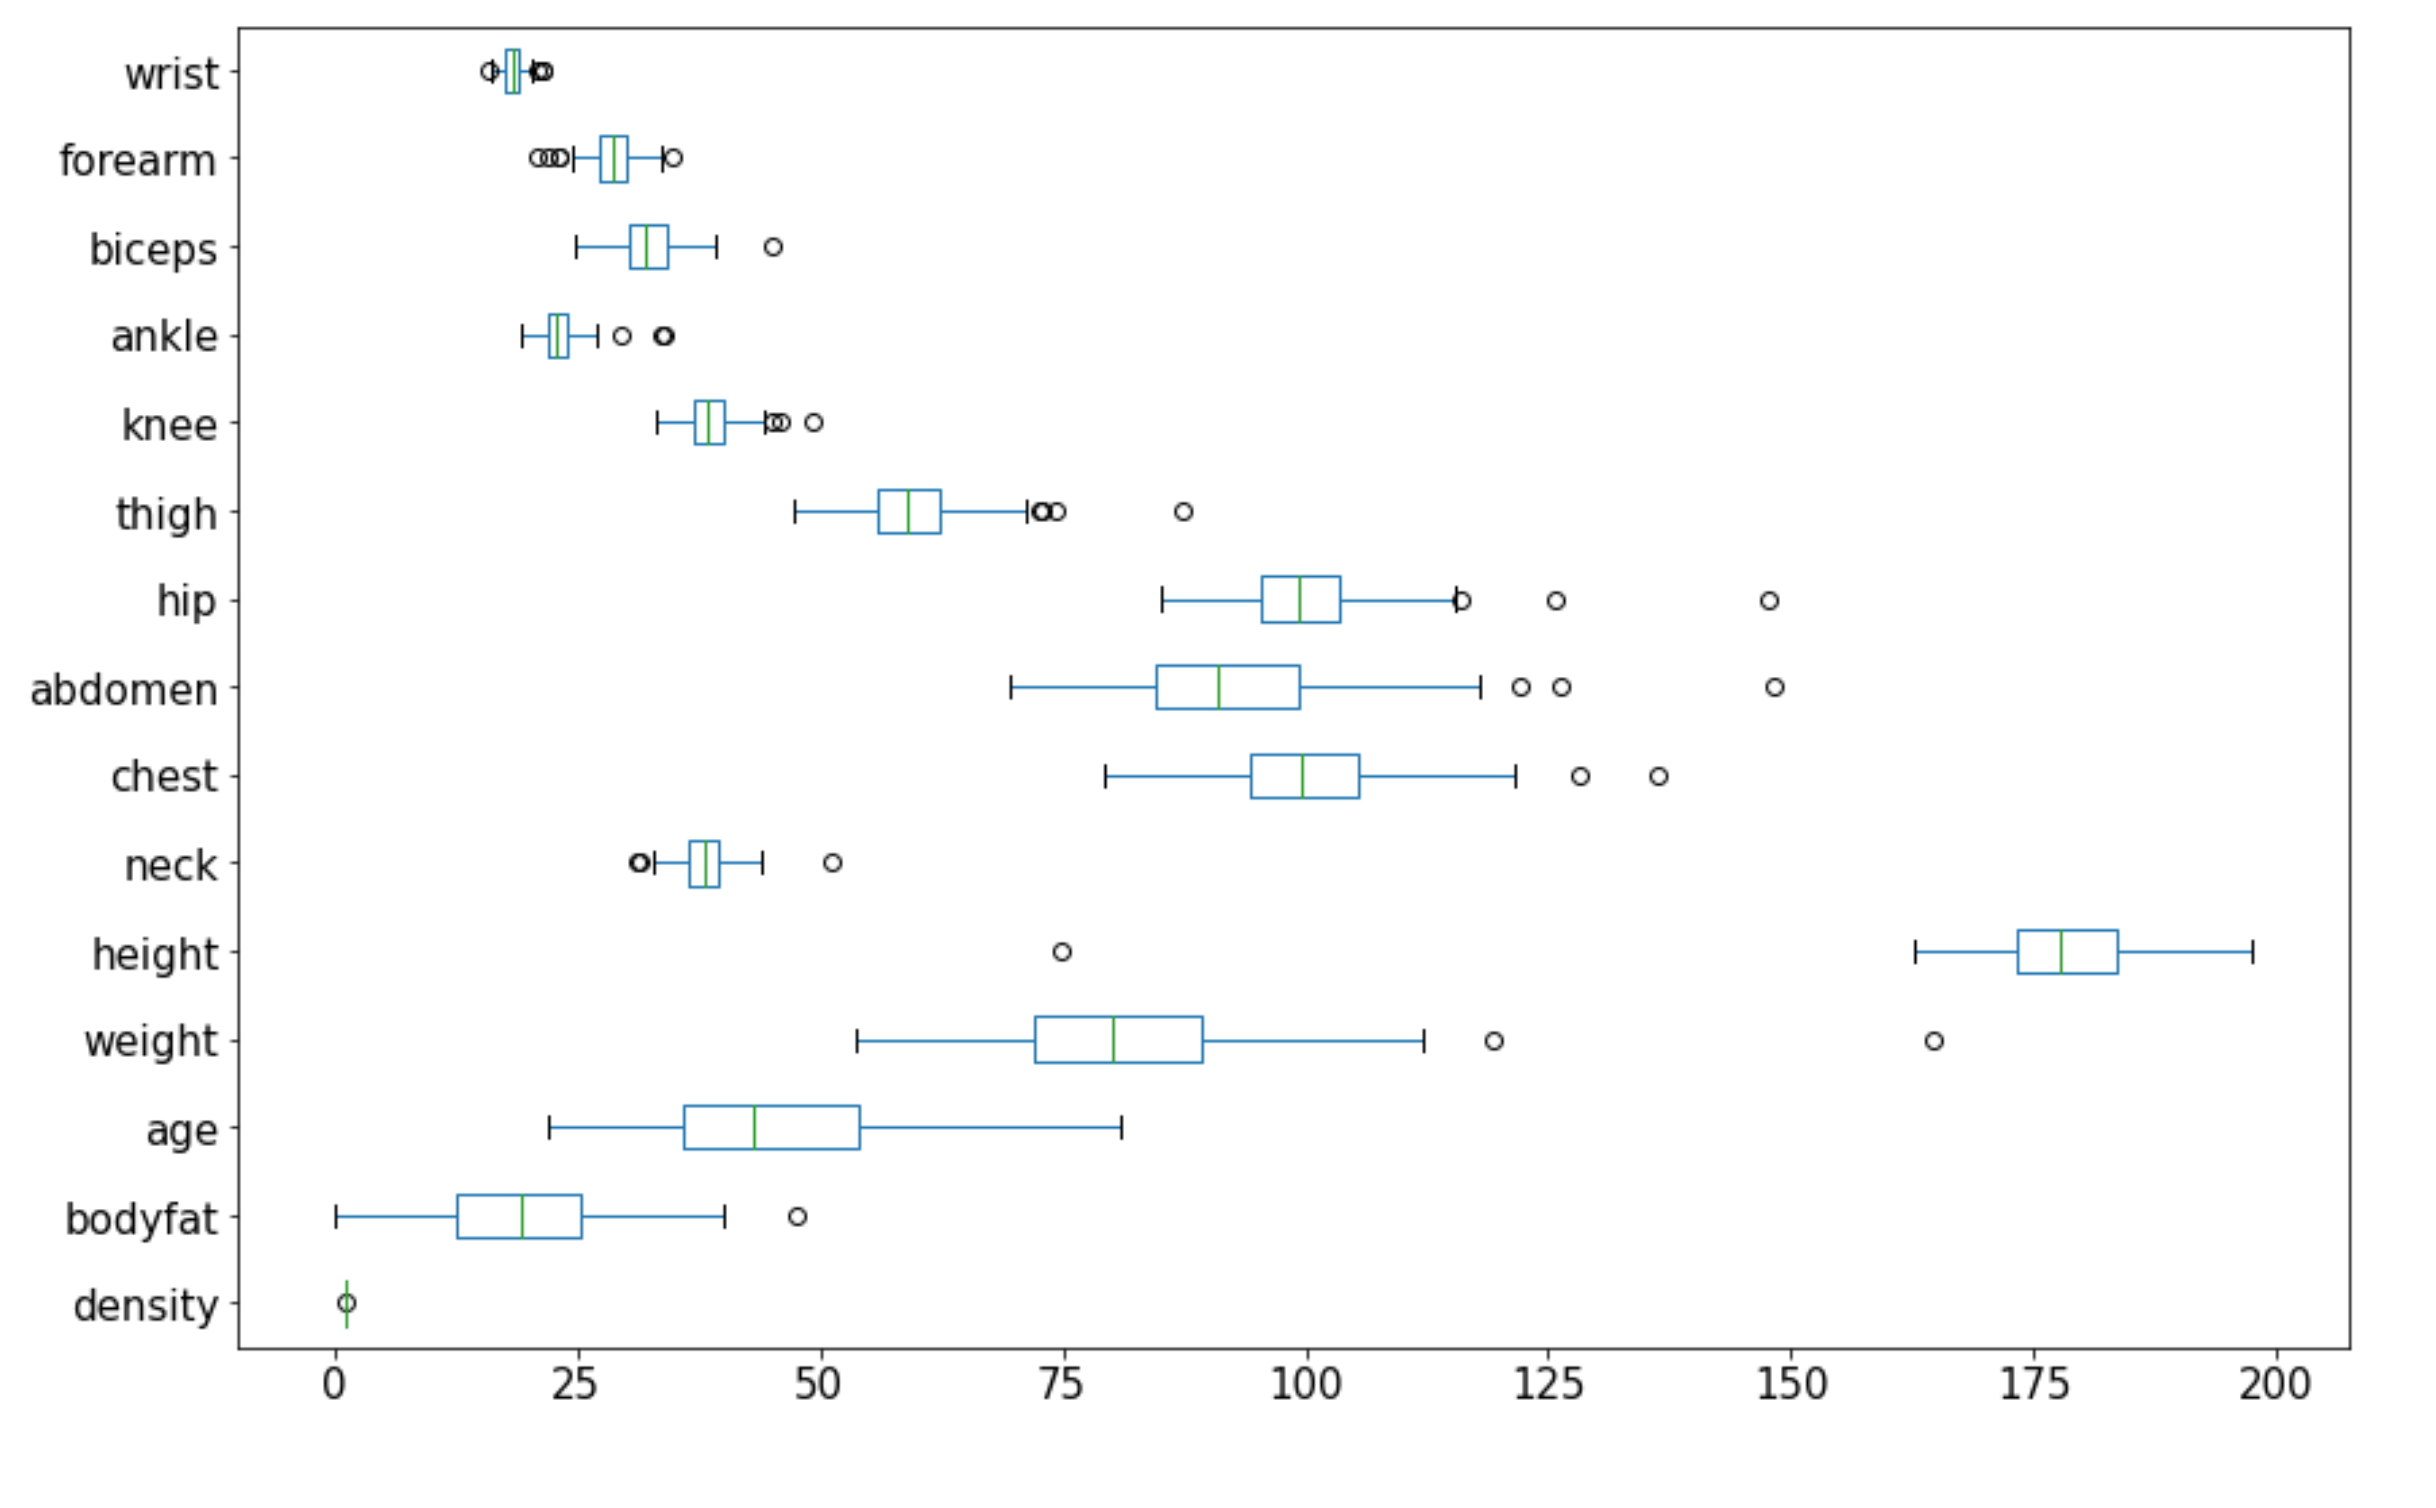 wrist
forearm
biceps
ankle
knee
thigh
hip
abdomen
chest
neck
height
weight
age
bodyfat
density
0 25 50 75 100 125 150 175 200